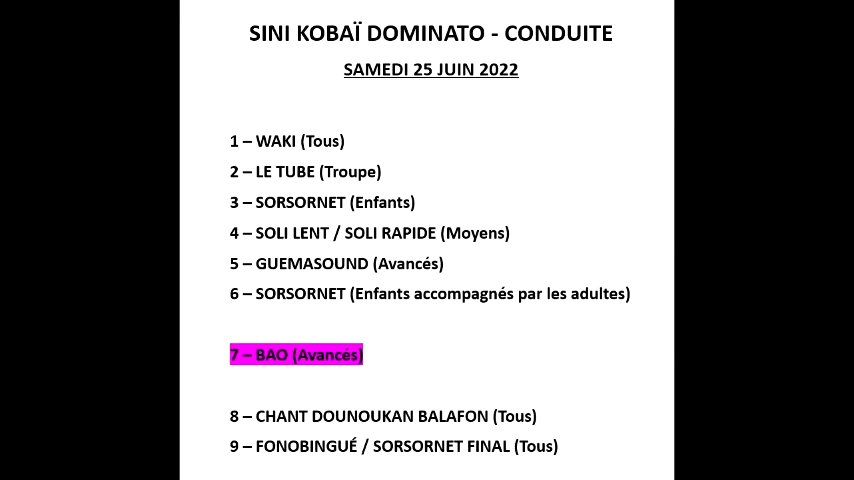 SINI KOBAÏ DOMINATO - CONDUITE
SAMEDI 25 JUIN 2022
1 – WAKI (Tous)
2 – LE TUBE (Troupe)
3 – SORSORNET (Enfants)
4 – SOLI LENT / SOLI RAPIDE (Moyens)
5 – GUEMASOUND (Avancés)
6 – SORSORNET (Enfants accompagnés par les adultes)
7 – BAO (Avancés)
8 – CHANT DOUNOUKAN BALAFON (Tous)
9 – FONOBINGUÉ / SORSORNET FINAL (Tous)